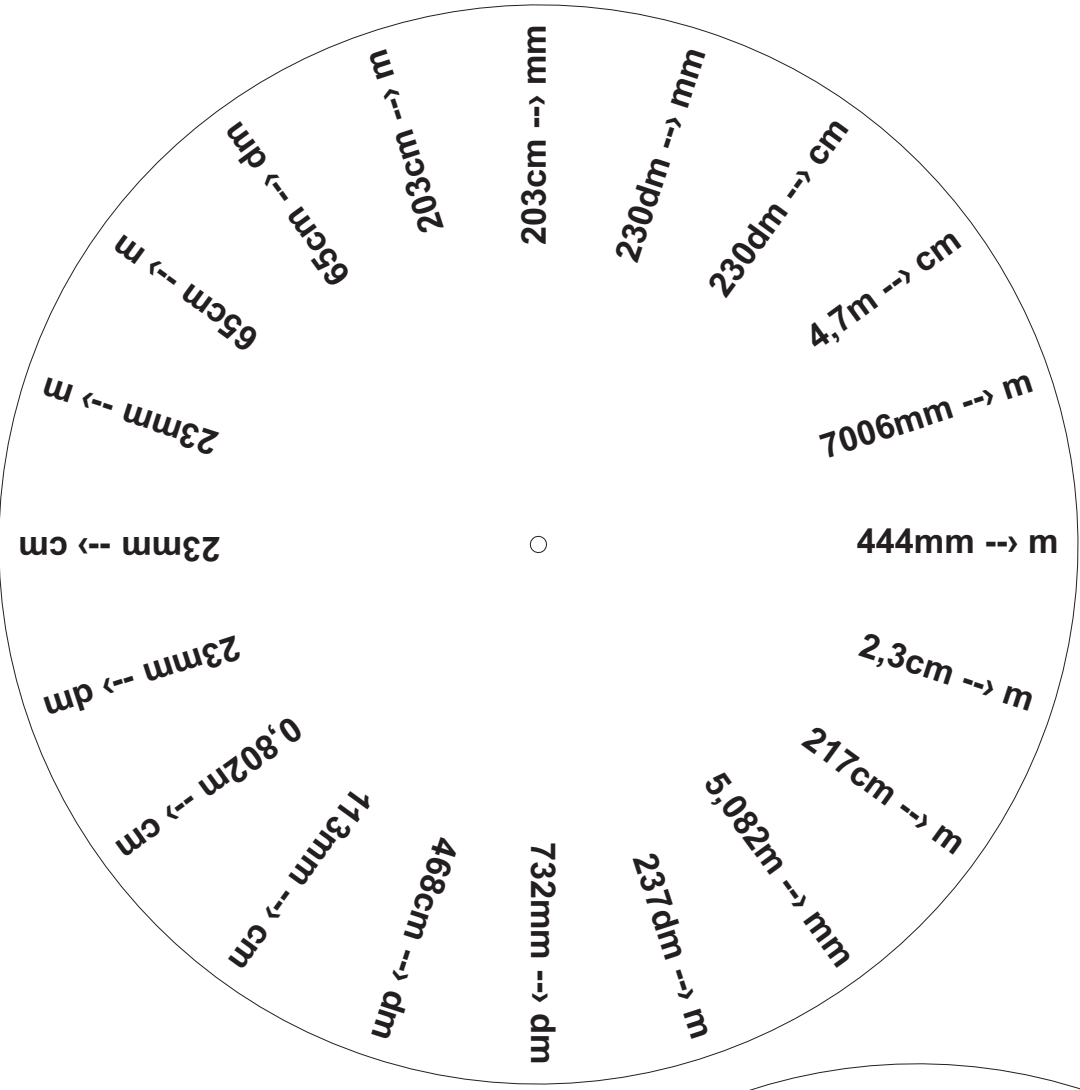 203cm --› mm
230dm --› mm
230dm --› cm
4,7m --› cm
7006mm --› m
444mm --› m
2,3cm --› m
217cm --› m
5,082m --› mm
237dm --› m
732mm --› dm
468cm --› dm
113mm --› cm
0,802m --› cm
23mm --› dm
23mm --› cm
23mm --› m
65cm --› m
65cm --› dm
203cm --› m